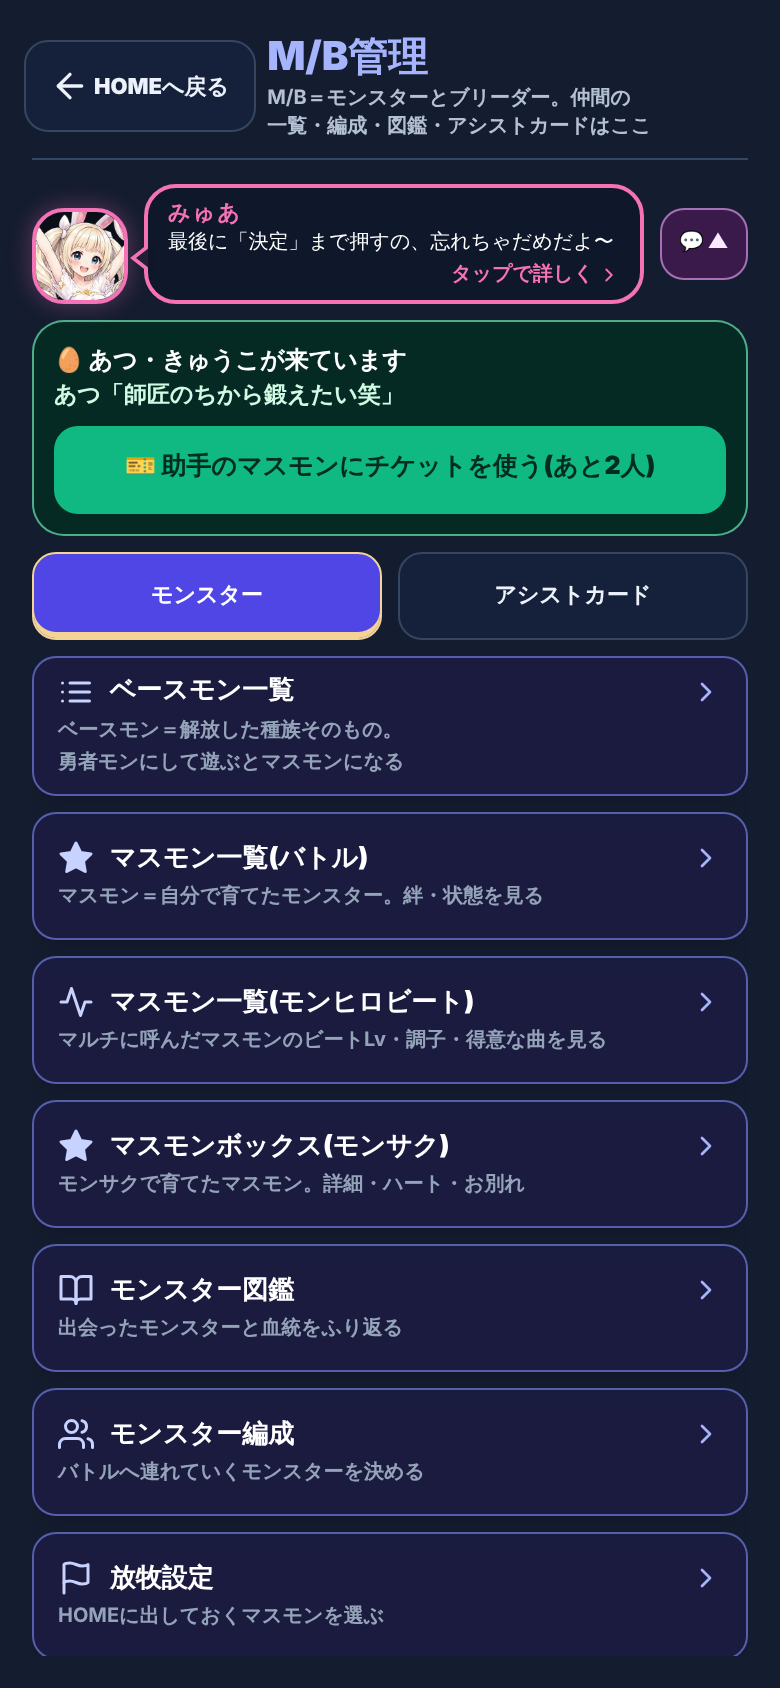 HOMEへ戻る
M/B管理
M/B＝モンスターとブリーダー。仲間の
一覧・編成・図鑑・アシストカードはここ
みゅあ
最後に「決定」まで押すの、忘れちゃだめだよ〜
タップで詳しく
あつ・きゅうこが来ています
あつ「師匠のちから鍛えたい笑」
助手のマスモンにチケットを使う(あと2人)
モンスター
アシストカード
ベースモン一覧
ベースモン＝解放した種族そのもの。
勇者モンにして遊ぶとマスモンになる
マスモン一覧(バトル)
マスモン＝自分で育てたモンスター。絆・状態を見る
マスモン一覧(モンヒロビート)
マルチに呼んだマスモンのビートLv・調子・得意な曲を見る
マスモンボックス(モンサク)
モンサクで育てたマスモン。詳細・ハート・お別れ
モンスター図鑑
出会ったモンスターと血統をふり返る
モンスター編成
バトルへ連れていくモンスターを決める
放牧設定
HOMEに出しておくマスモンを選ぶ